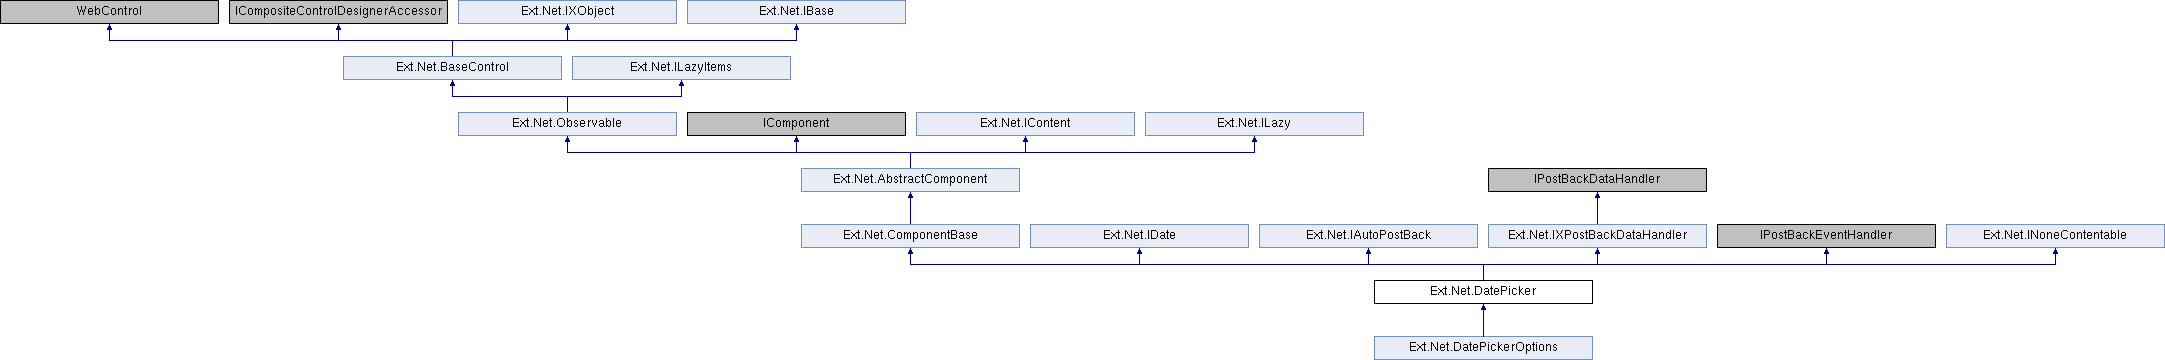 WebControl
ICompositeControlDesignerAccessor
Ext.Net.IXObject
Ext.Net.IBase
Ext.Net.BaseControl
Ext.Net.ILazyItems
Ext.Net.Observable
IComponent
Ext.Net.IContent
Ext.Net.ILazy
Ext.Net.AbstractComponent
IPostBackDataHandler
Ext.Net.ComponentBase
Ext.Net.IDate
Ext.Net.IAutoPostBack
Ext.Net.IXPostBackDataHandler
IPostBackEventHandler
Ext.Net.INoneContentable
Ext.Net.DatePicker
Ext.Net.DatePickerOptions